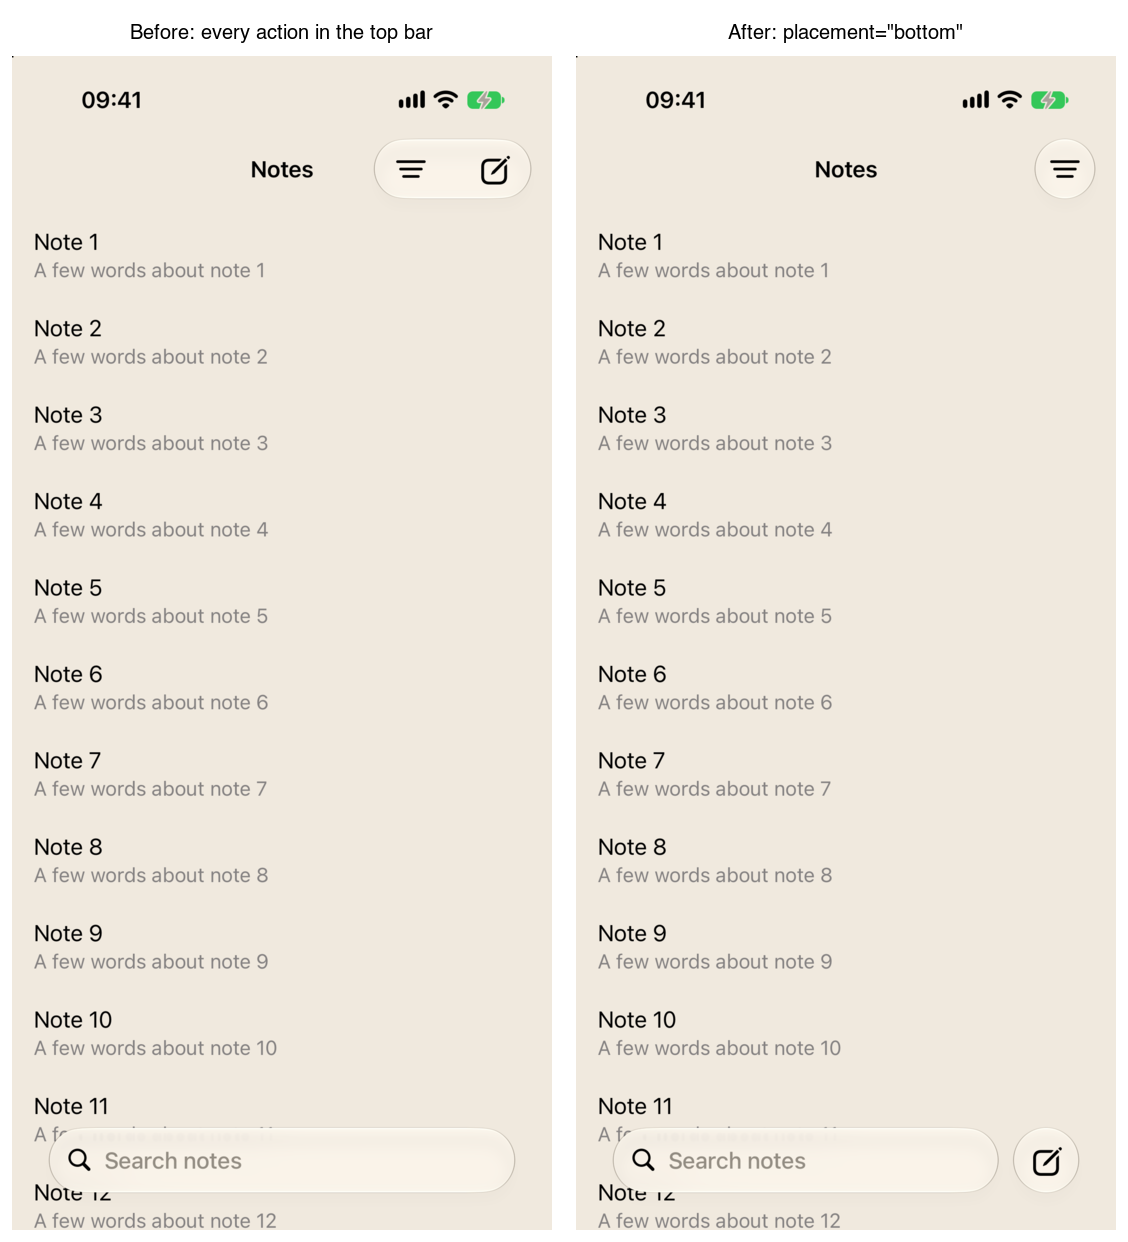 Before: every action in the top bar
09:41
Notes
Note 1
A few words about note 1
Note 2
A few words about note 2
Note 3
A few words about note 3
Note 4
A few words about note 4
Note 5
A few words about note 5
Note 6
A few words about note 6
Note 7
A few words about note 7
Note 8
A few words about note 8
Note 9
A few words about note 9
Note 10
A few words about note 10
Note 11
A
Search notes
Note 12
A few words about note 12
After: placement="bottom"
09:41
Notes
Note 1
A few words about note 1
Note 2
A few words about note 2
Note 3
A few words about note 3
Note 4
A few words about note 4
Note 5
A few words about note 5
Note 6
A few words about note 6
Note 7
A few words about note 7
Note 8
A few words about note 8
Note 9
A few words about note 9
Note 10
A few words about note 10
Note 11
A
Search notes
Note 12
A few words about note 12